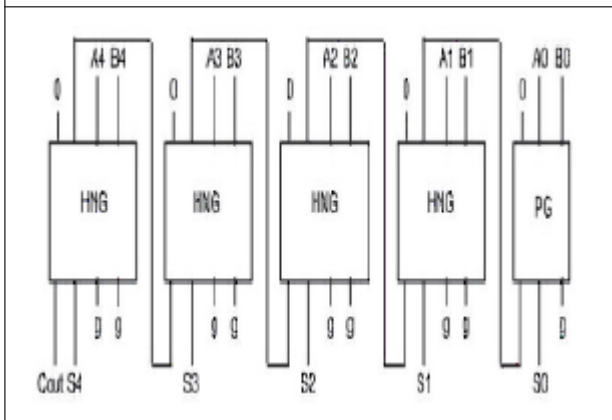 A4 B4 A3 B3 A2 B2 A1 B1 A0 B0
0 0 0 0 0
HNG HNG HNG HNG PG
g g g g g g g g g
Cout S4 S3 S2 S1 S0